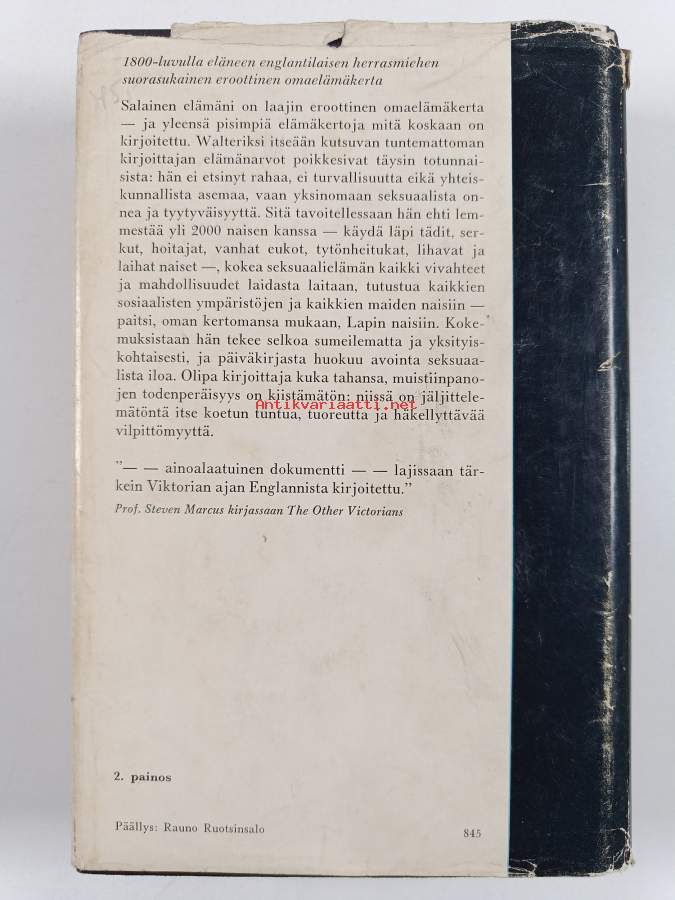 1800-luvulla eläneen englantilaisen herrasmiehen
suorasukainen eroottinen omaelämäkerta
Salainen elämäni on laajin eroottinen omaelämäkerta
— ja yleensä pisimpiä elämäkertoja mitä koskaan on
kirjoitettu. Walteriksi itseään kutsuvan tuntemattoman
kirjoittajan elämänarvot poikkesivat täysin totunnai-
sista: hän ei etsinyt rahaa, ei turvallisuutta eikä yhteis-
kunnallista asemaa, vaan yksinomaan seksuaalista on-
nea ja tyytyväisyyttä. Sitä tavoitellessaan hän ehti lem-
mestää yli 2000 naisen kanssa — käydä läpi tädit, ser-
kut, hoitajat, vanhat eukot, tytönheitukat, lihavat ja
laihat naiset —, kokea seksuaalielämän kaikki vivahteet
ja mahdollisuudet laidasta laitaan, tutustua kaikkien
sosiaalisten ympäristöjen ja kaikkien maiden naisiin —
paitsi, oman kertomansa mukaan, Lapin naisiin. Koke-
muksistaan hän tekee selkoa sumeilematta ja yksityis-
kohtaisesti, ja päiväkirjasta huokuu avointa seksuaa-
lista iloa. Olipa kirjoittaja kuka tahansa, muistiinpano-
jen todenperäisyys on kiistämätön: niissä on jäljittele-
Antikvariaatti.net
mätöntä itse koetun tuntua, tuoreutta ja häkellyttävää
vilpittömyyttä.
”— — ainoalaatuinen dokumentti — — lajissaan tär-
kein Viktorian ajan Englannista kirjoitettu.”
Prof. Steven Marcus kirjassaan The Other Victorians
2. painos
Päällys: Rauno Ruotsinsalo
845